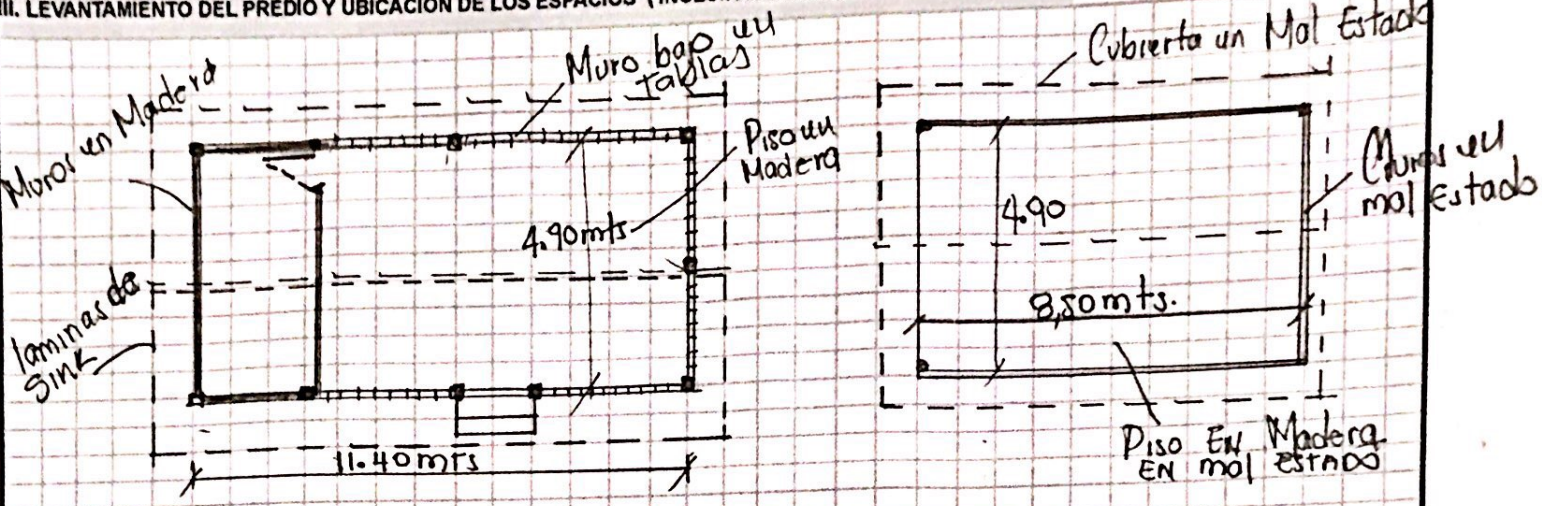 III. LEVANTAMIENTO DEL PREDIO Y UBICACIÓN DE LOS ESPACIOS
Muros en Madera
Muro bajo en
tablas
Piso en
Madera
4.90mts
laminas de
Sink
11.40mts
Cubierta en Mal Estado
Muros en
mal Estado
4.90
8,50mts.
Piso EN Madera
EN mal ESTADO